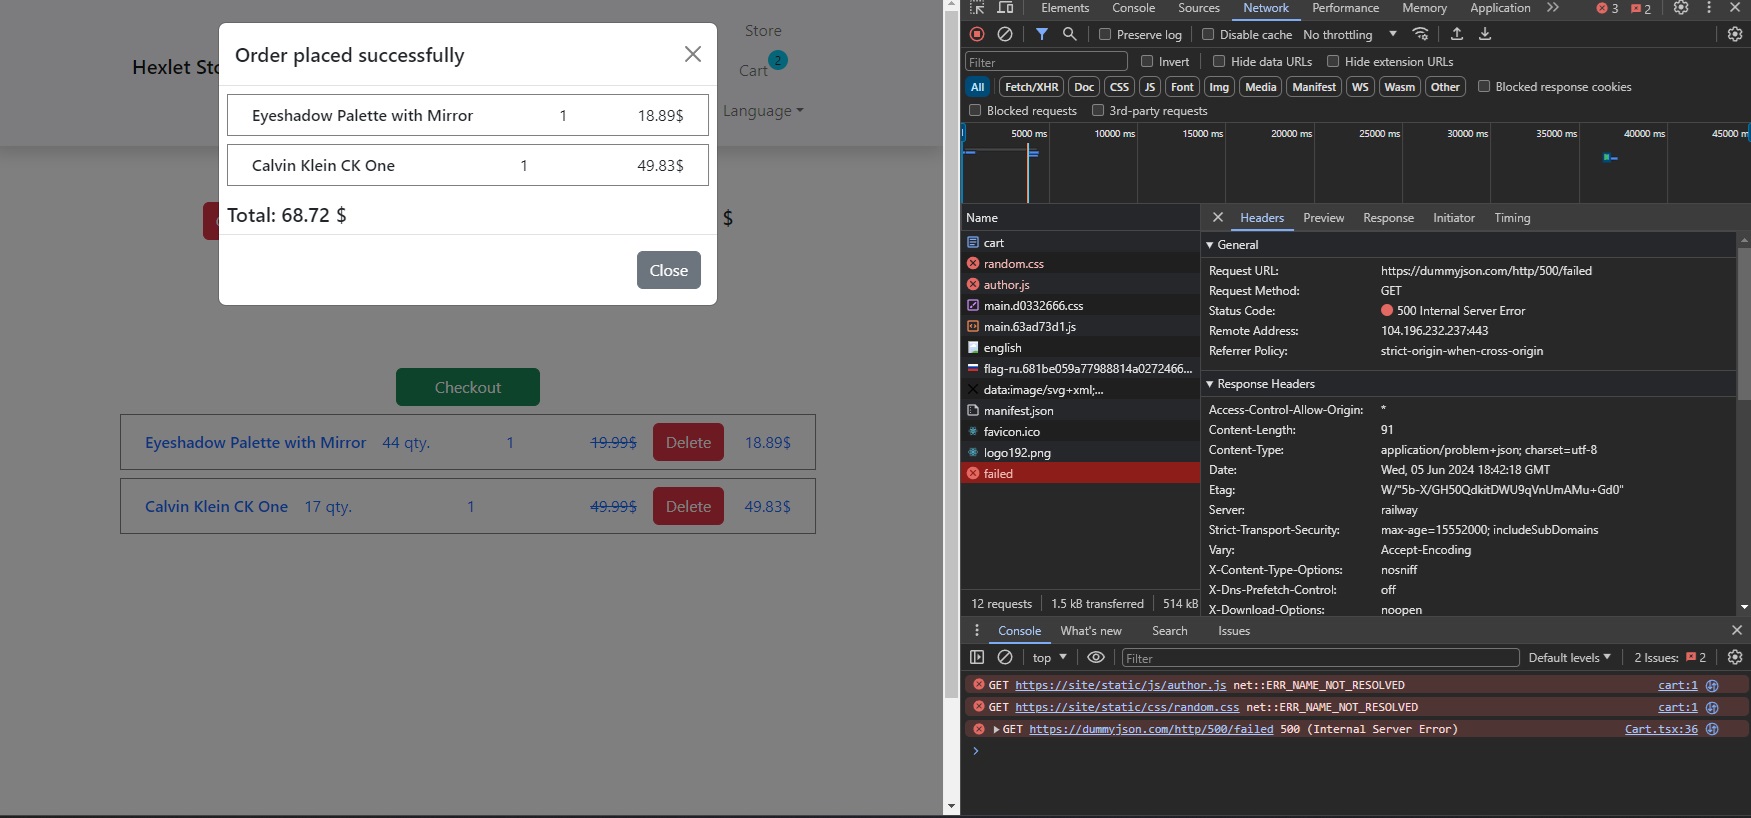 Order placed successfully
Eyeshadow Palette with Mirror 1 18.89$
Calvin Klein CK One 1 49.83$
Total: 68.72 $
Close
Hexlet Sto
Store
Cart 2
Language
$
Checkout
Eyeshadow Palette with Mirror 44 qty. 1 19.99$ Delete 18.89$
Calvin Klein CK One 17 qty. 1 49.99$ Delete 49.83$
Elements Console Sources Network Performance Memory Application 3 2
Preserve log Disable cache No throttling
Filter Invert Hide data URLs Hide extension URLs
All Fetch/XHR Doc CSS JS Font Img Media Manifest WS Wasm Other Blocked response cookies
Blocked requests 3rd-party requests
5000 ms 10000 ms 15000 ms 20000 ms 25000 ms 30000 ms 35000 ms 40000 ms 45000 m
Name
cart
random.css
author.js
main.d0332666.css
main.63ad73d1.js
english
flag-ru.681be059a77988814a0272466...
data:image/svg+xml;...
manifest.json
favicon.ico
logo192.png
failed
12 requests 1.5 kB transferred 514 kB
Headers Preview Response Initiator Timing
General
Request URL: https://dummyjson.com/http/500/failed
Request Method: GET
Status Code: 500 Internal Server Error
Remote Address: 104.196.232.237:443
Referrer Policy: strict-origin-when-cross-origin
Response Headers
Access-Control-Allow-Origin: *
Content-Length: 91
Content-Type: application/problem+json; charset=utf-8
Date: Wed, 05 Jun 2024 18:42:18 GMT
Etag: W/"5b-X/GH50QdkitDWU9qVnUmAMu+Gd0"
Server: railway
Strict-Transport-Security: max-age=15552000; includeSubDomains
Vary: Accept-Encoding
X-Content-Type-Options: nosniff
X-Dns-Prefetch-Control: off
X-Download-Options: noopen
Console What's new Search Issues
top Filter Default levels 2 Issues: 2
GET https://site/static/js/author.js net::ERR_NAME_NOT_RESOLVED cart:1
GET https://site/static/css/random.css net::ERR_NAME_NOT_RESOLVED cart:1
GET https://dummyjson.com/http/500/failed 500 (Internal Server Error) Cart.tsx:36